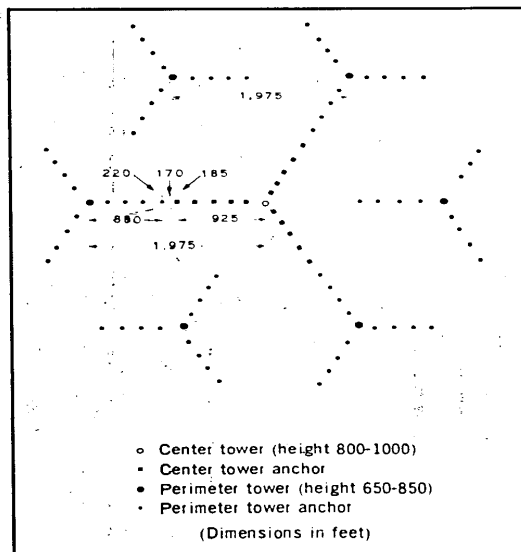 1,975
220 170 185
880 925
1,975
Center tower (height 800-1000)
Center tower anchor
Perimeter tower (height 650-850)
Perimeter tower anchor
(Dimensions in feet)